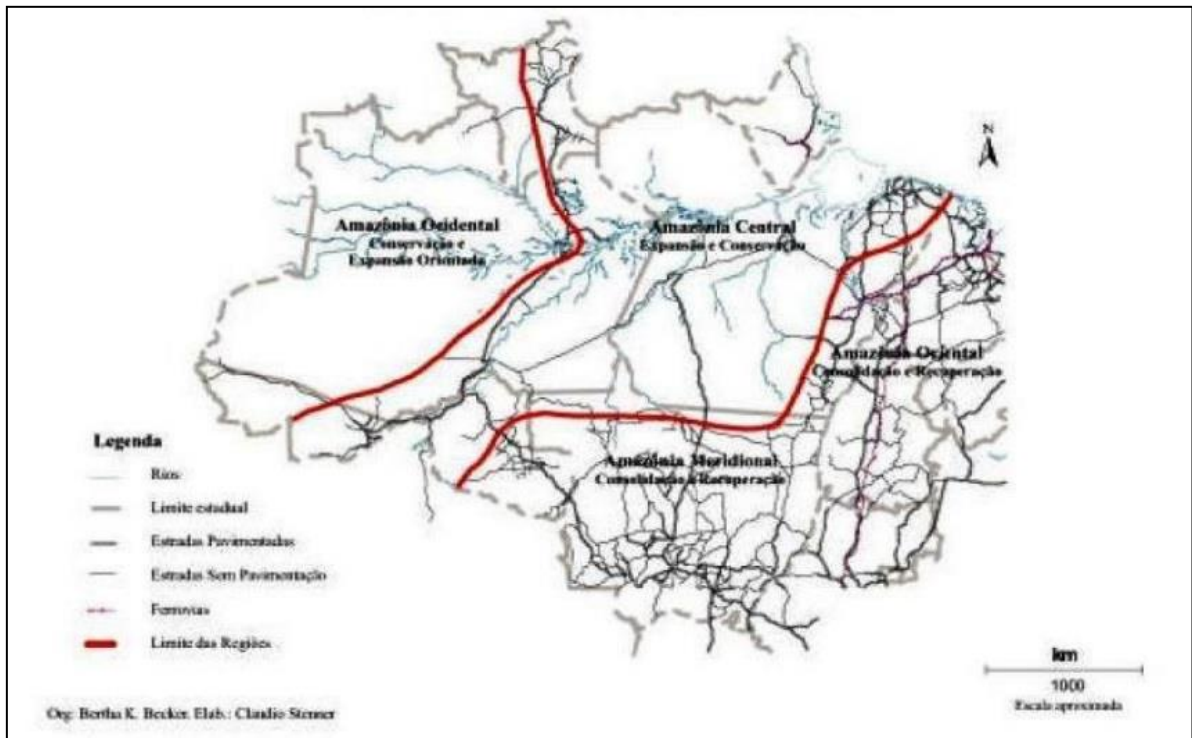 N
Amazônia Ocidental
Conservação e
Expansão Orientada
Amazônia Central
Expansão e Conservação
Amazônia Oriental
Consolidação e Recuperação
Amazônia Meridional
Consolidação e Recuperação
Legenda
Rios
Limite estadual
Estradas Pavimentadas
Estradas Sem Pavimentação
Ferrovias
Limite das Regiões
km
1000
Escala aproximada
Org: Bertha K. Becker. Elab.: Claudio Stenner